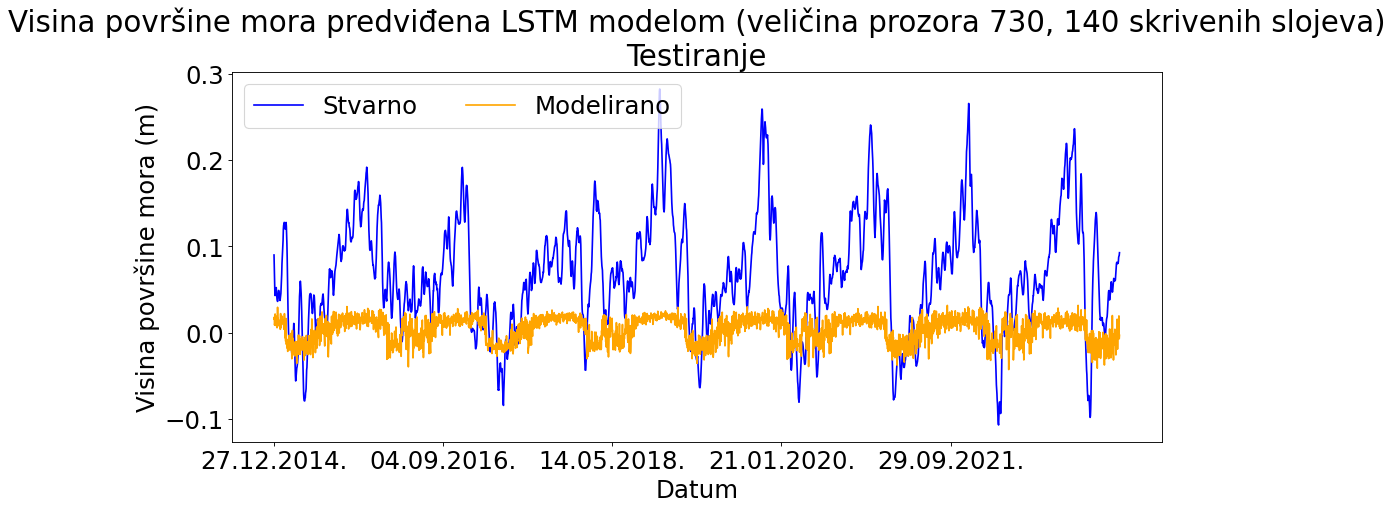 Visina površine mora predviđena LSTM modelom (veličina prozora 730, 140 skrivenih slojeva)
Testiranje
Stvarno
Modelirano
Visina površine mora (m)
0.3
0.2
0.1
0.0
−0.1
27.12.2014.
04.09.2016.
14.05.2018.
21.01.2020.
29.09.2021.
Datum